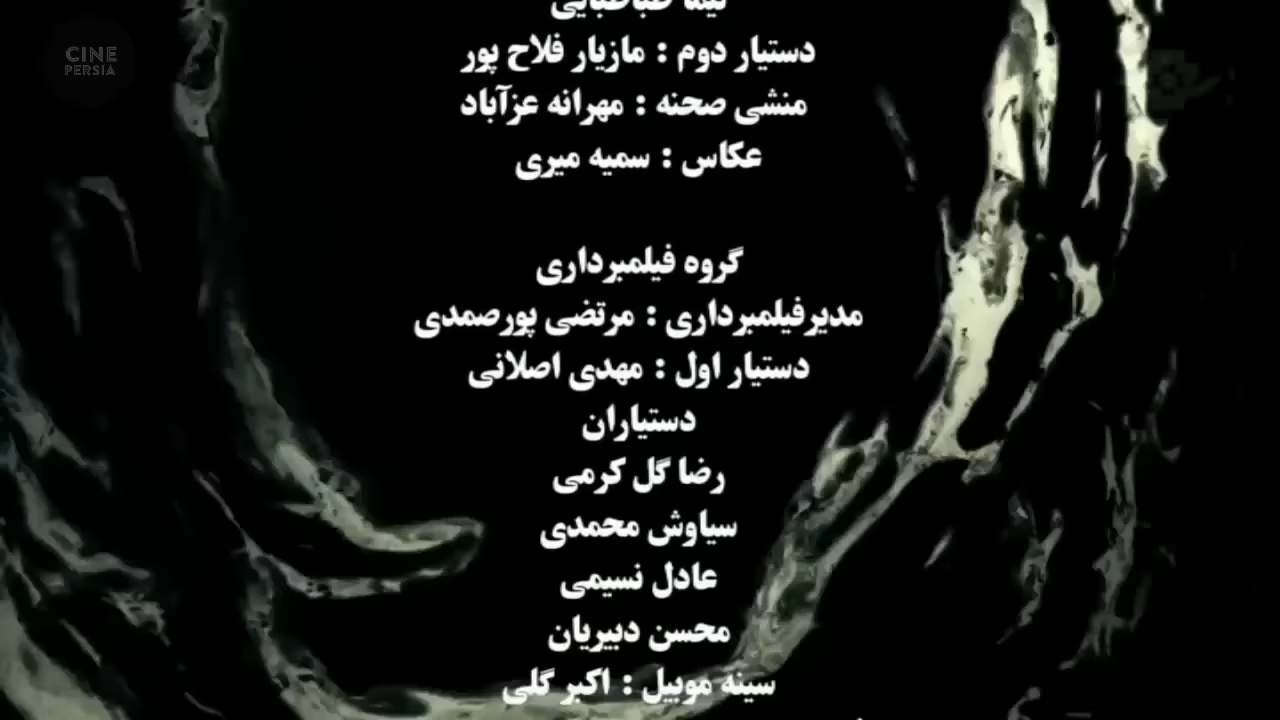 CINE
PERSIA
دستیار دوم : مازیار فلاح پور
منشی صحنه : مهرانه عزآباد
عکاس : سمیه میری
گروه فیلمبرداری
مدیرفیلمبرداری : مرتضی پورصمدی
دستیار اول : مهدی اصلانی
دستیاران
رضا گل کرمی
سیاوش محمدی
عادل نسیمی
محسن دبیریان
سینه موبیل : اکبر گلی